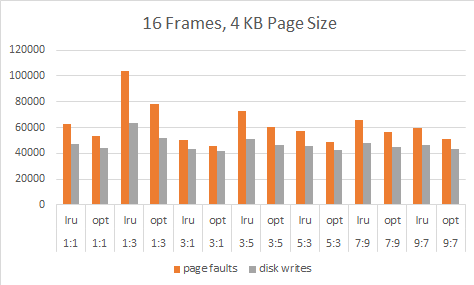 16 Frames, 4 KB Page Size
120000
100000
80000
60000
40000
20000
0
lru opt lru opt lru opt lru opt lru opt lru opt lru opt
1:1 1:1 1:3 1:3 3:1 3:1 3:5 3:5 5:3 5:3 7:9 7:9 9:7 9:7
page faults disk writes